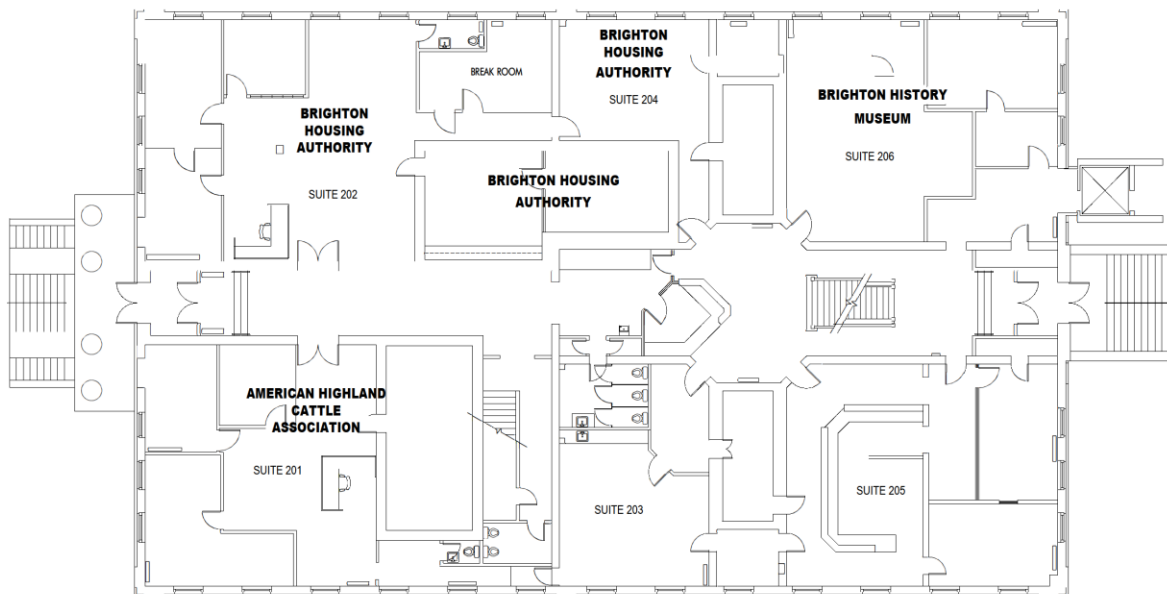 BREAK ROOM
BRIGHTON
HOUSING
AUTHORITY
SUITE 204
BRIGHTON
HOUSING
AUTHORITY
SUITE 202
BRIGHTON HOUSING
AUTHORITY
BRIGHTON HISTORY
MUSEUM
SUITE 206
AMERICAN HIGHLAND
CATTLE
ASSOCIATION
SUITE 201
SUITE 203
SUITE 205